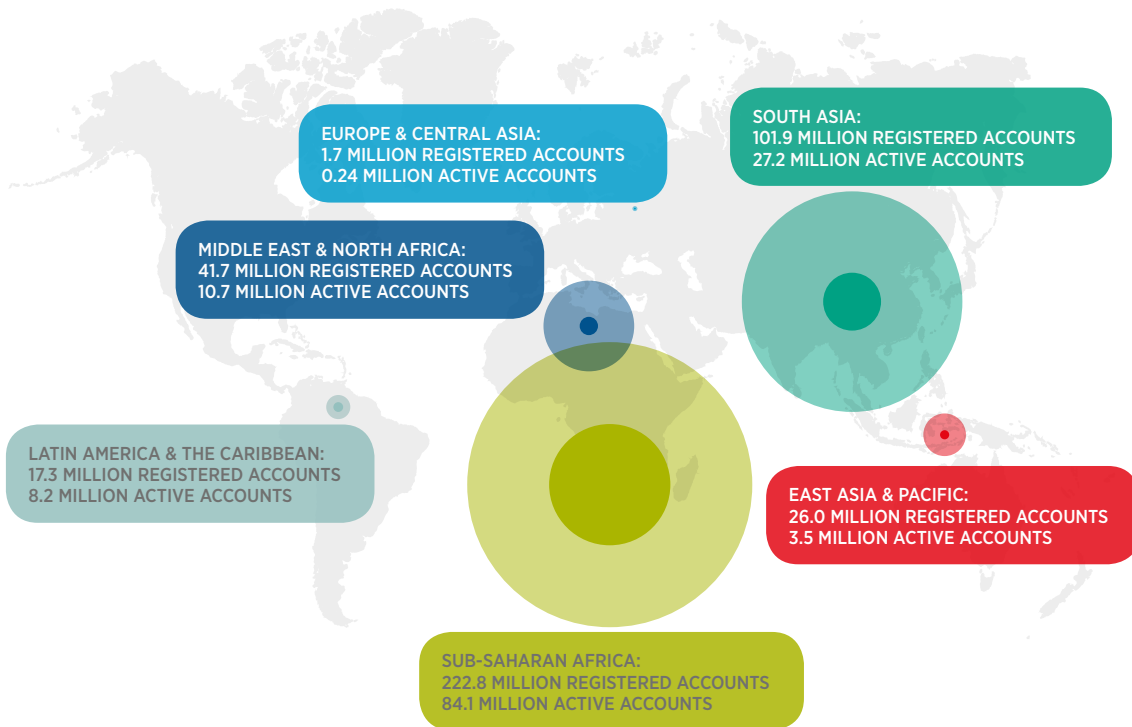 EUROPE & CENTRAL ASIA:
1.7 MILLION REGISTERED ACCOUNTS
0.24 MILLION ACTIVE ACCOUNTS
SOUTH ASIA:
101.9 MILLION REGISTERED ACCOUNTS
27.2 MILLION ACTIVE ACCOUNTS
MIDDLE EAST & NORTH AFRICA:
41.7 MILLION REGISTERED ACCOUNTS
10.7 MILLION ACTIVE ACCOUNTS
LATIN AMERICA & THE CARIBBEAN:
17.3 MILLION REGISTERED ACCOUNTS
8.2 MILLION ACTIVE ACCOUNTS
EAST ASIA & PACIFIC:
26.0 MILLION REGISTERED ACCOUNTS
3.5 MILLION ACTIVE ACCOUNTS
SUB-SAHARAN AFRICA:
222.8 MILLION REGISTERED ACCOUNTS
84.1 MILLION ACTIVE ACCOUNTS